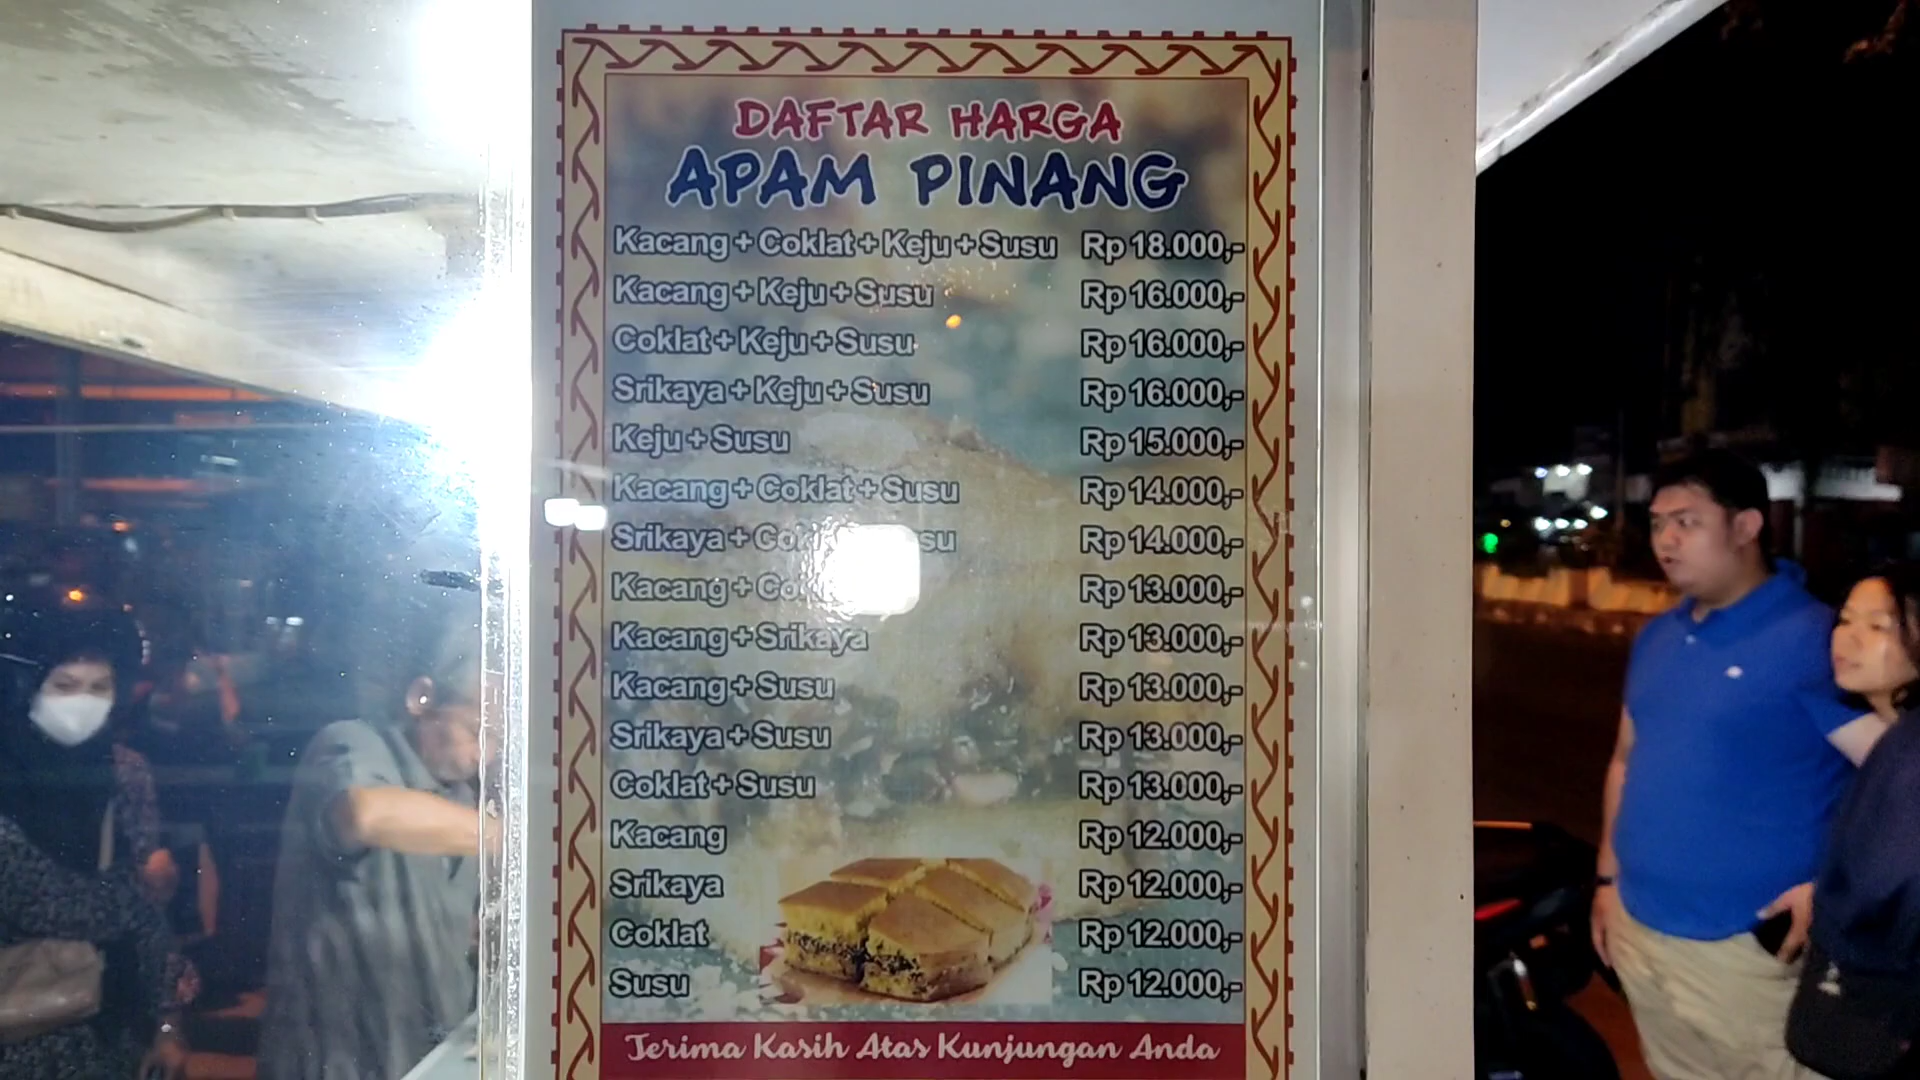 DAFTAR HARGA
APAM PINANG
Kacang + Coklat + Keju + Susu Rp 18.000,-
Kacang + Keju + Susu Rp 16.000,-
Coklat + Keju + Susu Rp 16.000,-
Srikaya + Keju + Susu Rp 16.000,-
Keju + Susu Rp 15.000,-
Kacang + Coklat + Susu Rp 14.000,-
Srikaya + Rp 14.000,-
Kacang + Rp 13.000,-
Kacang + Srikaya Rp 13.000,-
Kacang + Susu Rp 13.000,-
Srikaya + Susu Rp 13.000,-
Coklat + Susu Rp 13.000,-
Kacang Rp 12.000,-
Srikaya Rp 12.000,-
Coklat Rp 12.000,-
Susu Rp 12.000,-
Terima Kasih Atas Kunjungan Anda